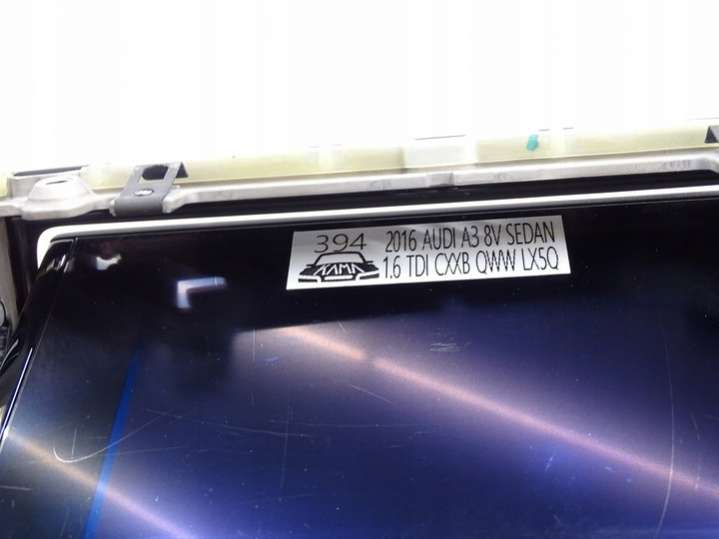 394
KAMA
2016 AUDI A3 8V SEDAN
1.6 TDI CXXB QWW LX5Q